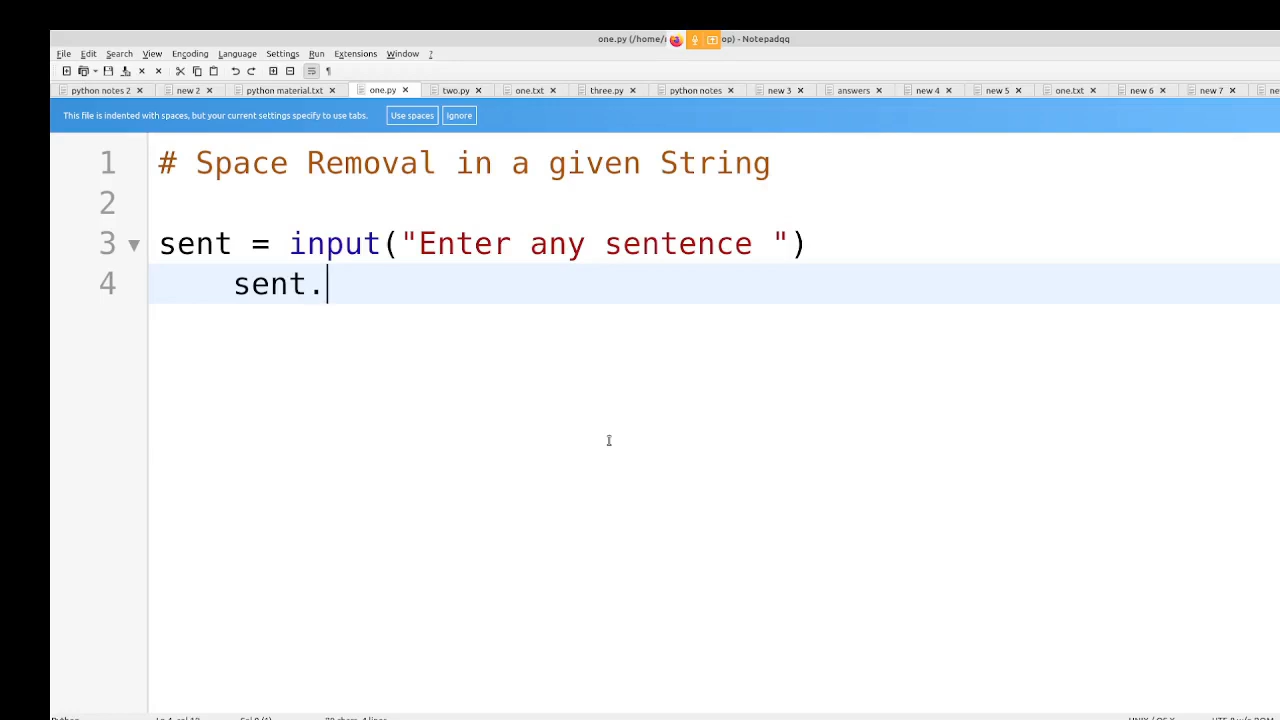 one.py (/home/ op) - Notepadqq
File Edit Search View Encoding Language Settings Run Extensions Window ?
python notes 2 new 2 python material.txt one.py two.py one.txt three.py python notes new 3 answers new 4 new 5 one.txt new 6 new 7
This file is indented with spaces, but your current settings specify to use tabs. Use spaces Ignore
1 # Space Removal in a given String
2
3 sent = input("Enter any sentence ")
4 sent.